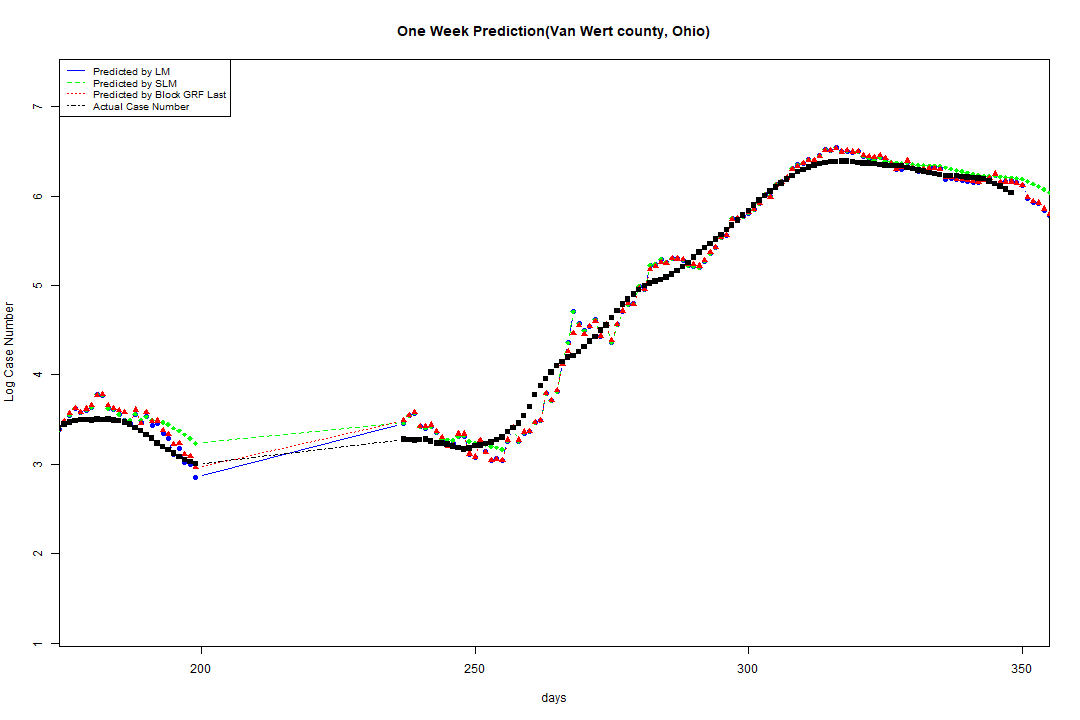 One Week Prediction(Van Wert county, Ohio)
Predicted by LM
Predicted by SLM
Predicted by Block GRF Last
Actual Case Number
7
6
5
4
3
2
1
Log Case Number
200 250 300 350
days